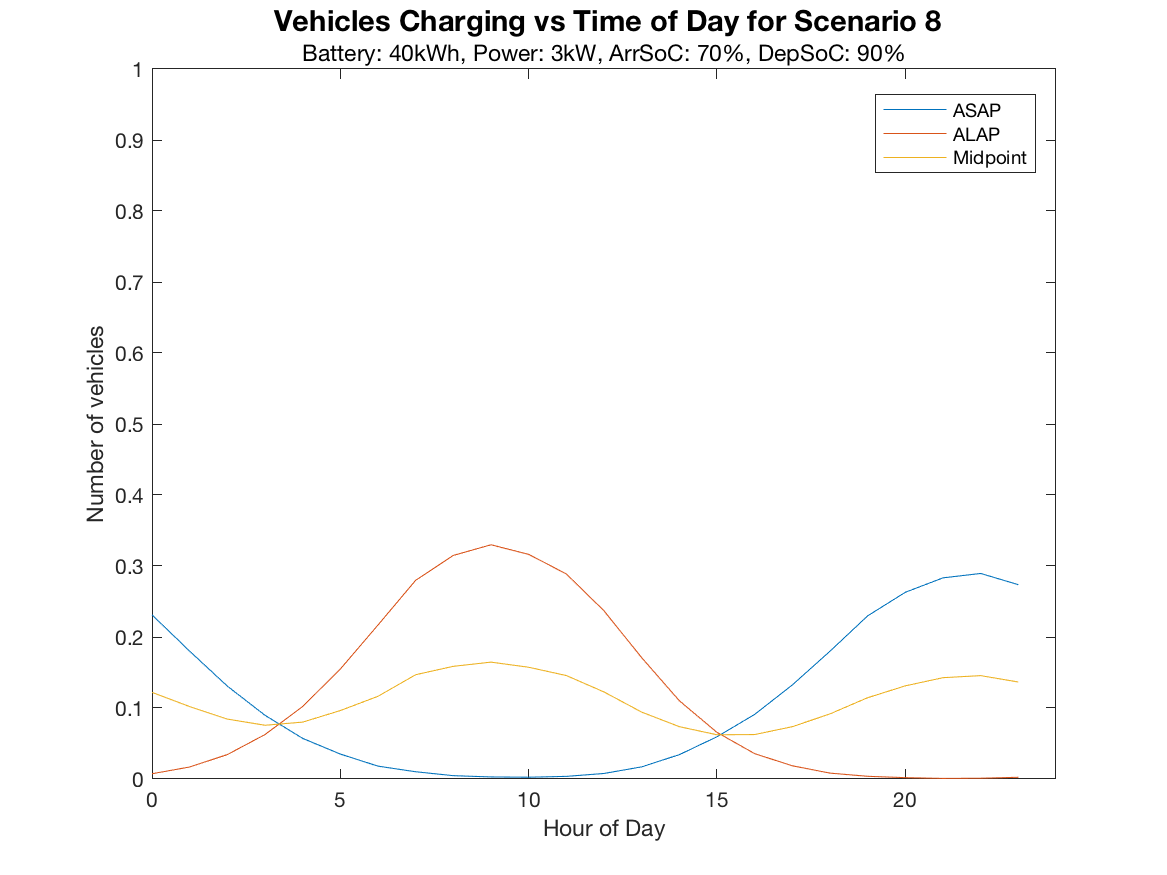 Vehicles Charging vs Time of Day for Scenario 8
Battery: 40kWh, Power: 3kW, ArrSoC: 70%, DepSoC: 90%
1
0.9
0.8
0.7
0.6
0.5
0.4
0.3
0.2
0.1
0
Number of vehicles
ASAP
ALAP
Midpoint
0 5 10 15 20
Hour of Day